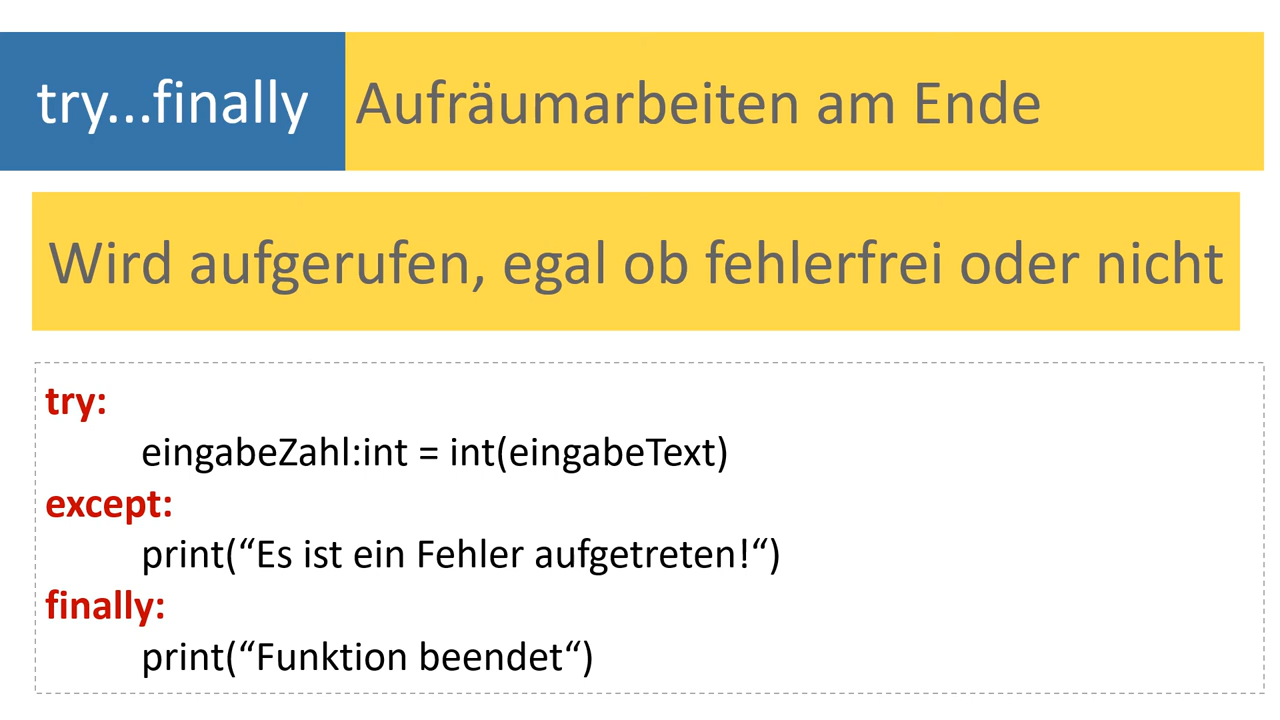 try...finally Aufräumarbeiten am Ende
Wird aufgerufen, egal ob fehlerfrei oder nicht
try:
eingabeZahl:int = int(eingabeText)
except:
print(“Es ist ein Fehler aufgetreten!“)
finally:
print(“Funktion beendet“)